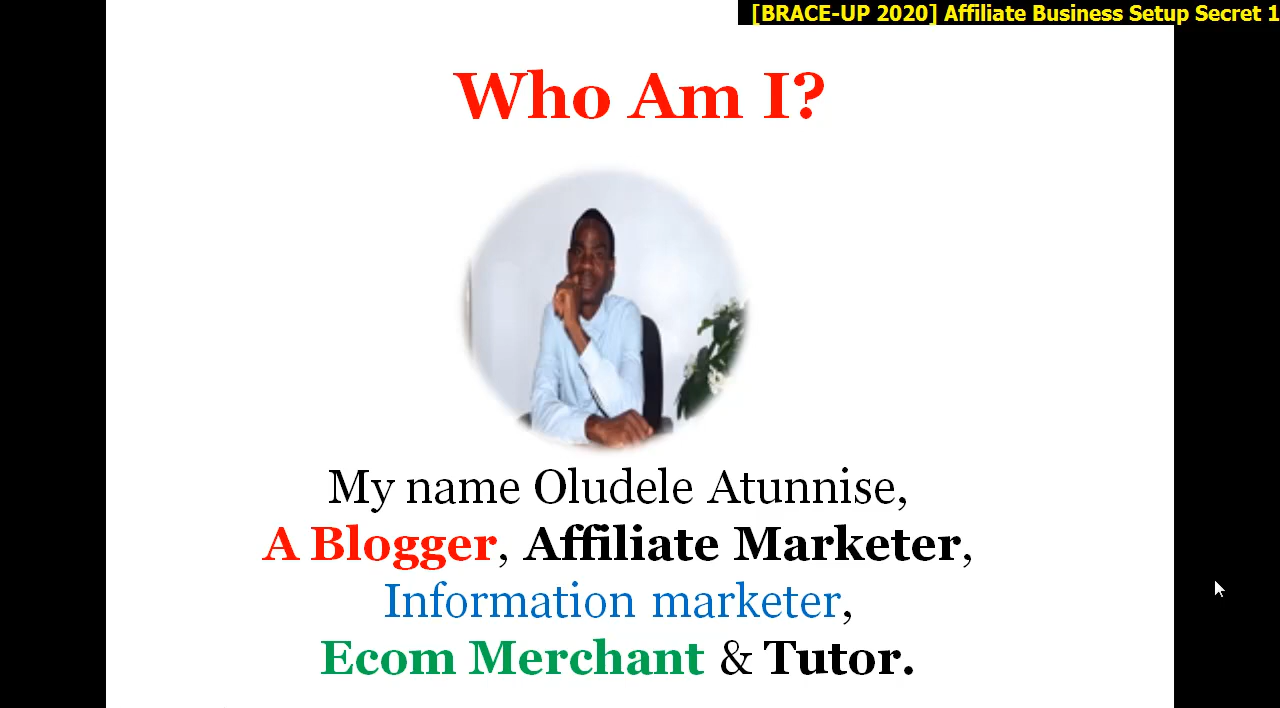 [BRACE-UP 2020] Affiliate Business Setup Secret 1
Who Am I?
My name Oludele Atunnise,
A Blogger, Affiliate Marketer,
Information marketer,
Ecom Merchant & Tutor.